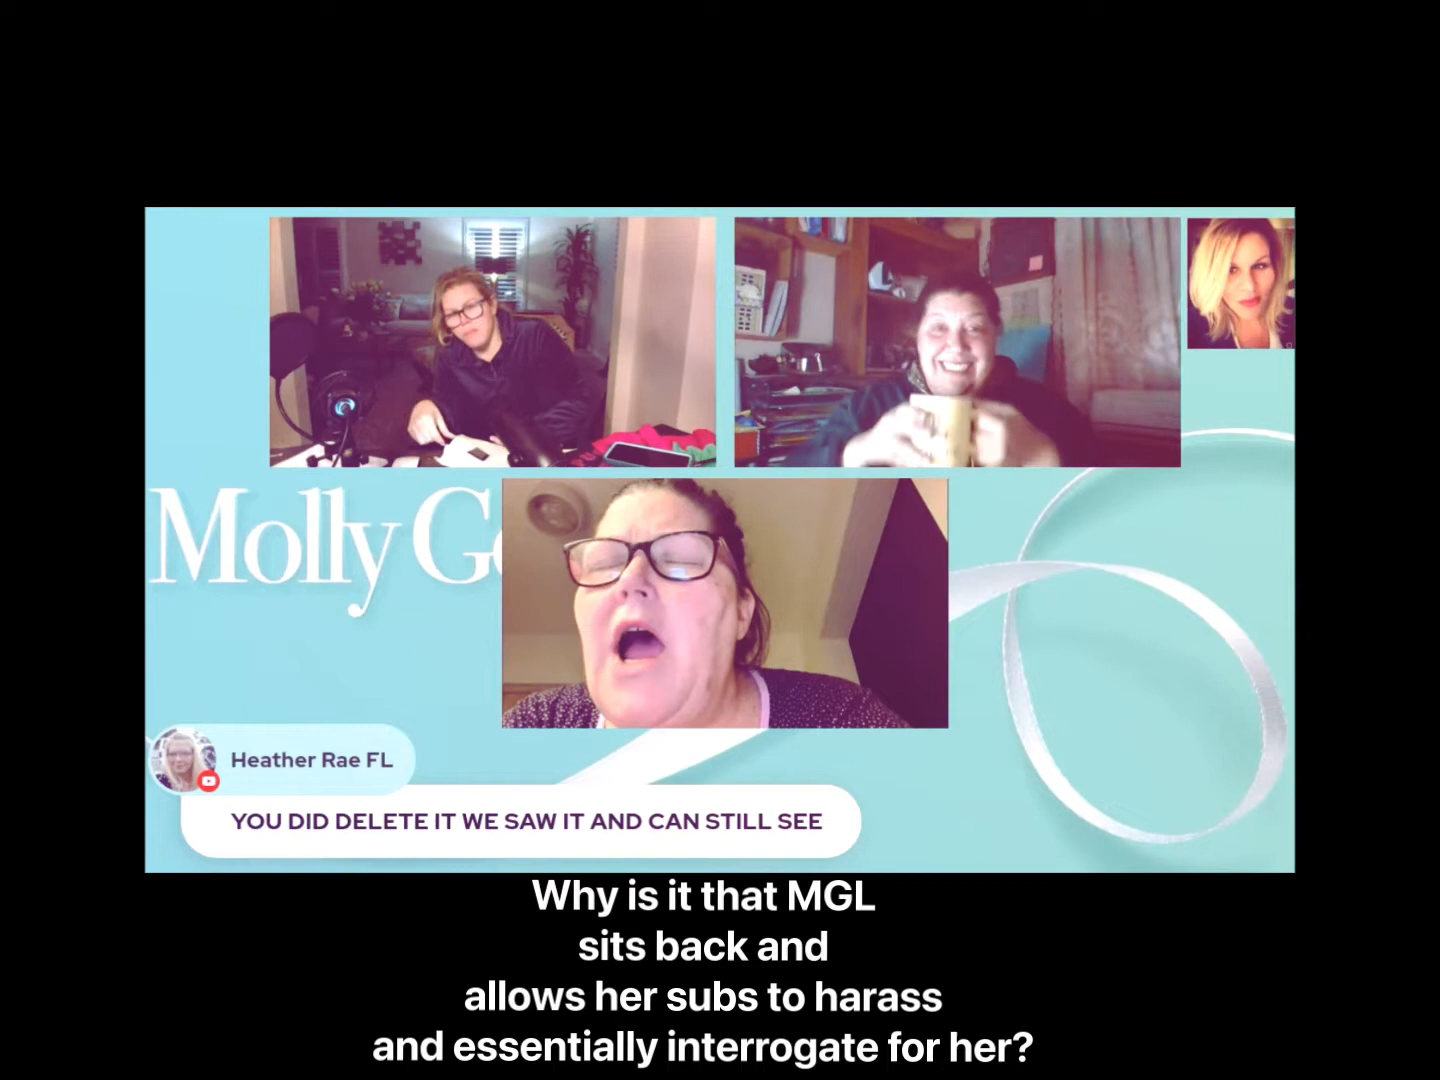 Molly G
Heather Rae FL
YOU DID DELETE IT WE SAW IT AND CAN STILL SEE
Why is it that MGL
sits back and
allows her subs to harass
and essentially interrogate for her?